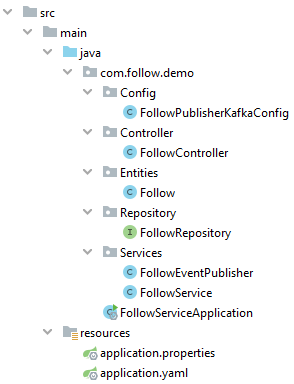 src
main
java
com.follow.demo
Config
FollowPublisherKafkaConfig
Controller
FollowController
Entities
Follow
Repository
FollowRepository
Services
FollowEventPublisher
FollowService
FollowServiceApplication
resources
application.properties
application.yaml